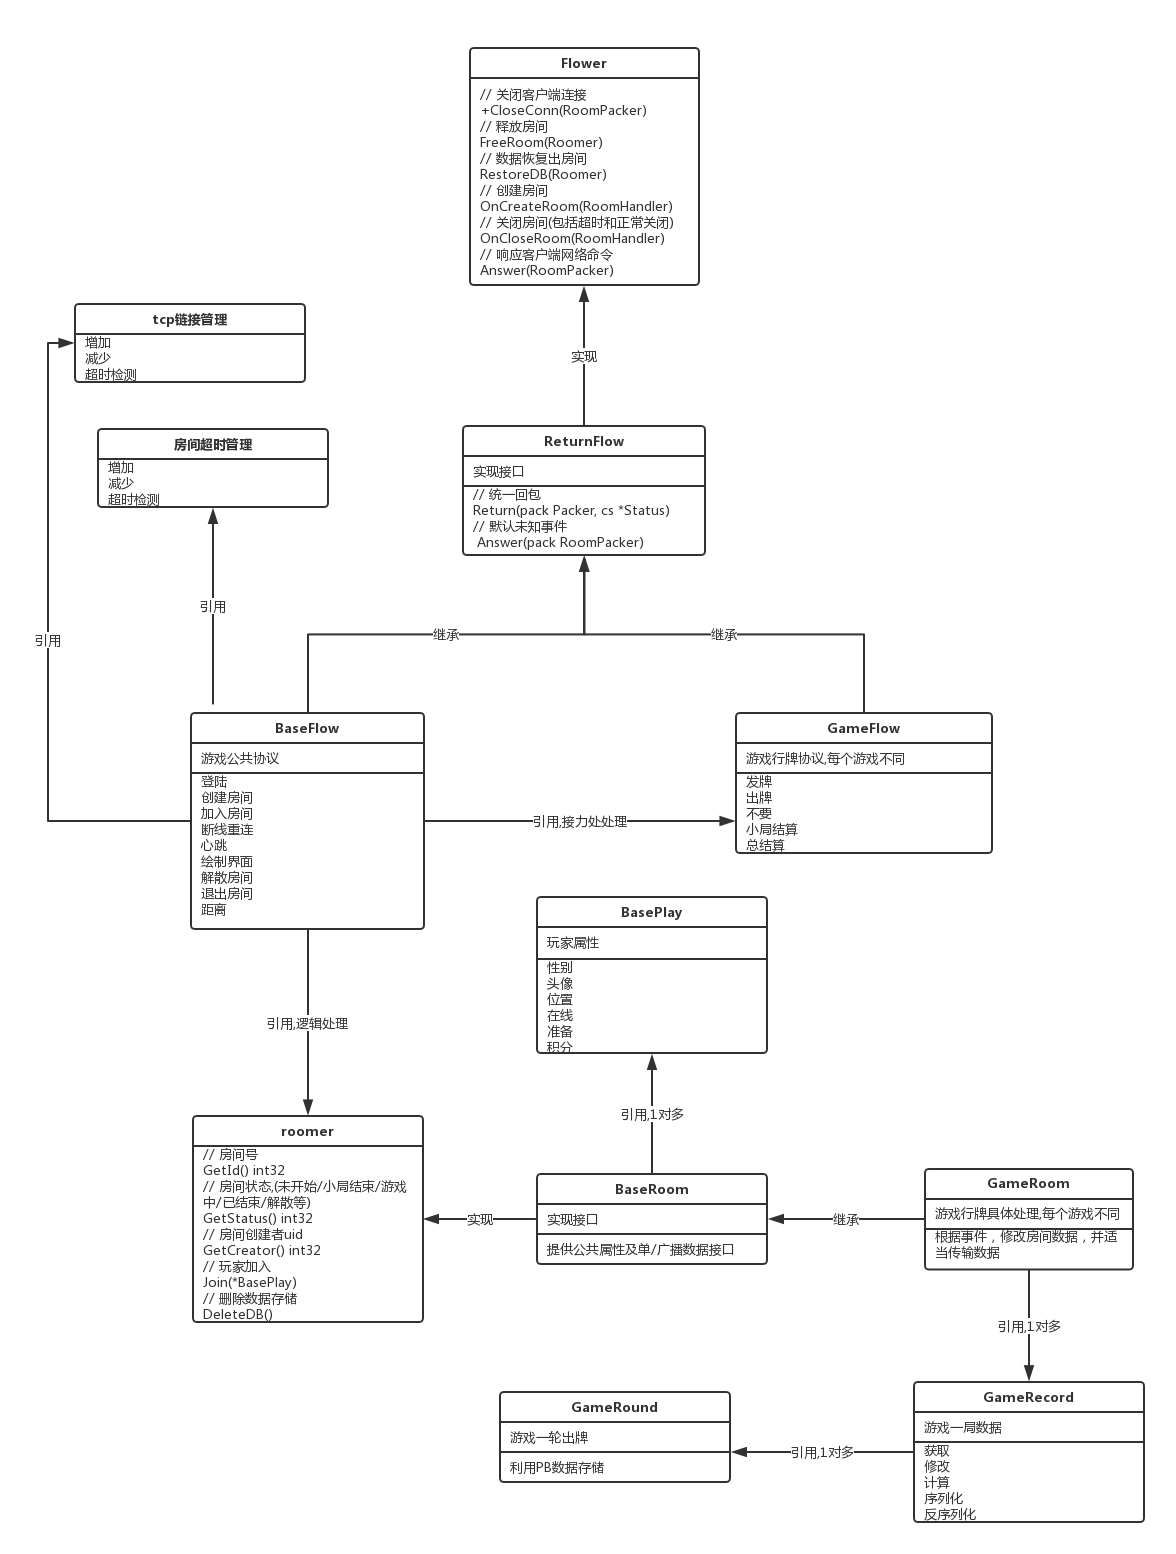 Flower
// 关闭客户端连接
+CloseConn(RoomPacker)
// 释放房间
FreeRoom(Roomer)
// 数据恢复出房间
RestoreDB(Roomer)
// 创建房间
OnCreateRoom(RoomHandler)
// 关闭房间(包括超时和正常关闭)
OnCloseRoom(RoomHandler)
// 响应客户端网络命令
Answer(RoomPacker)
tcp链接管理
增加
减少
超时检测
实现
房间超时管理
增加
减少
超时检测
ReturnFlow
实现接口
// 统一回包
Return(pack Packer, cs *Status)
// 默认未知事件
Answer(pack RoomPacker)
引用
引用
继承
继承
BaseFlow
游戏公共协议
登陆
创建房间
加入房间
断线重连
心跳
绘制界面
解散房间
退出房间
距离
引用,接力处处理
GameFlow
游戏行牌协议,每个游戏不同
发牌
出牌
不要
小局结算
总结算
BasePlay
玩家属性
性别
头像
位置
在线
准备
积分
引用,逻辑处理
引用,1对多
roomer
// 房间号
GetId() int32
// 房间状态,(未开始/小局结束/游戏
中/已结束/解散等)
GetStatus() int32
// 房间创建者uid
GetCreator() int32
// 玩家加入
Join(*BasePlay)
// 删除数据存储
DeleteDB()
实现
BaseRoom
实现接口
提供公共属性及单/广播数据接口
继承
GameRoom
游戏行牌具体处理,每个游戏不同
根据事件，修改房间数据，并适
当传输数据
引用,1对多
GameRound
游戏一轮出牌
利用PB数据存储
引用,1对多
GameRecord
游戏一局数据
获取
修改
计算
序列化
反序列化